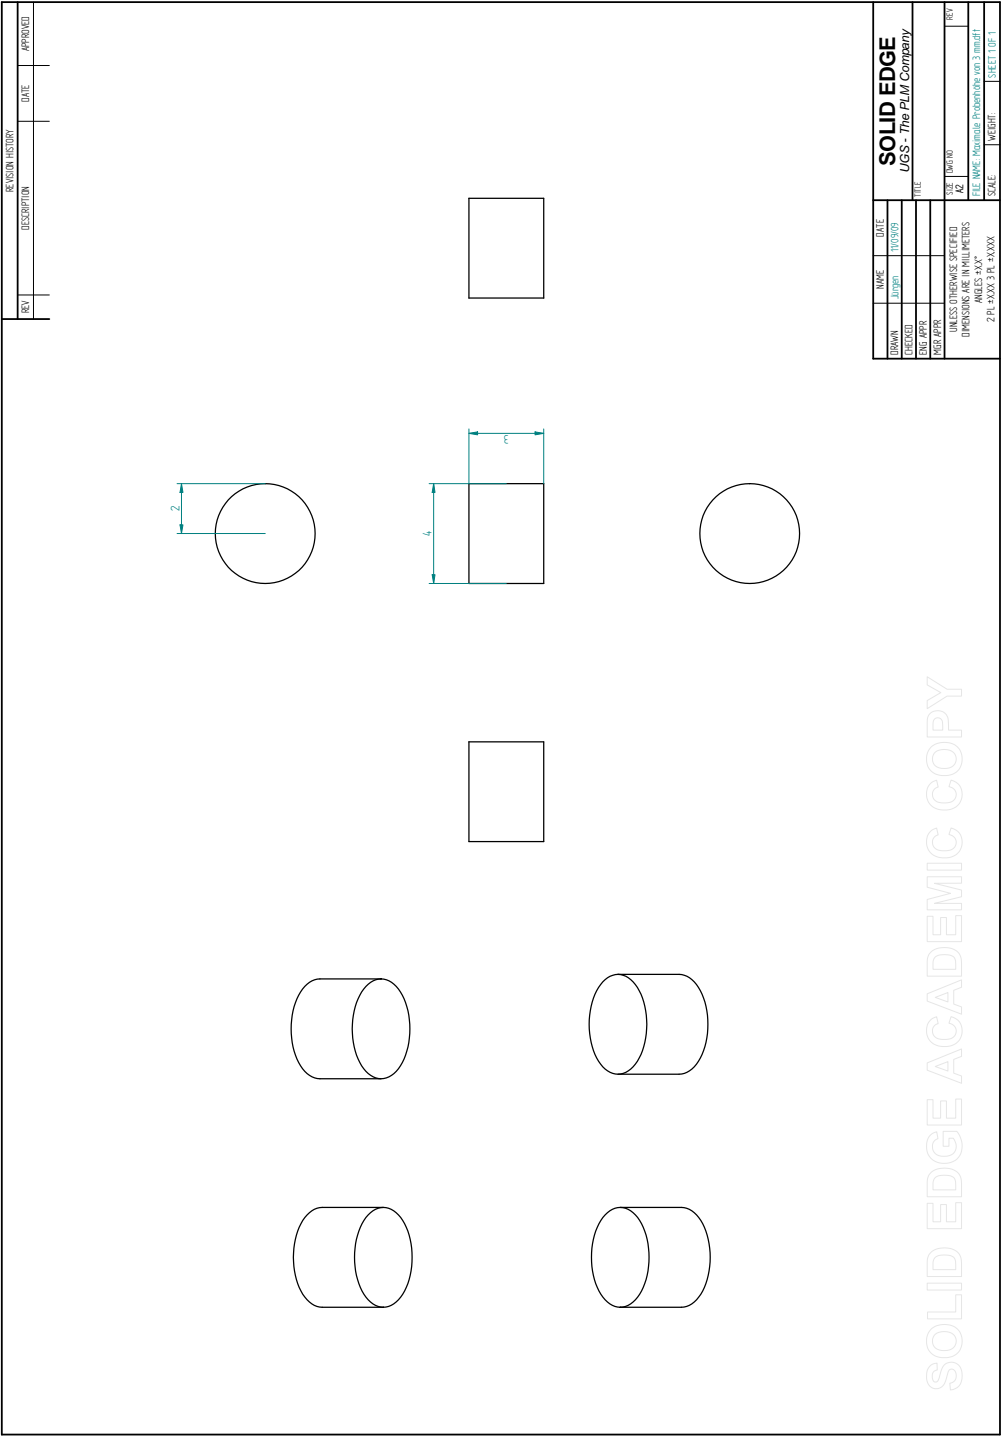 REVISION HISTORY
REV DESCRIPTION DATE APPROVED
2
4
3
NAME DATE
DRAWN Jürgen 11/09/09
CHECKED
ENG APPR
MGR APPR
UNLESS OTHERWISE SPECIFIED
DIMENSIONS ARE IN MILLIMETERS
ANGLES ±X.X°
2 PL ±X.XX 3 PL ±X.XXX
SOLID EDGE
UGS - The PLM Company
TITLE
SIZE DWG NO REV
A2
FILE NAME: Maximale Probenhöhe von 3 mm.dft
SCALE: WEIGHT: SHEET 1 OF 1
SOLID EDGE ACADEMIC COPY